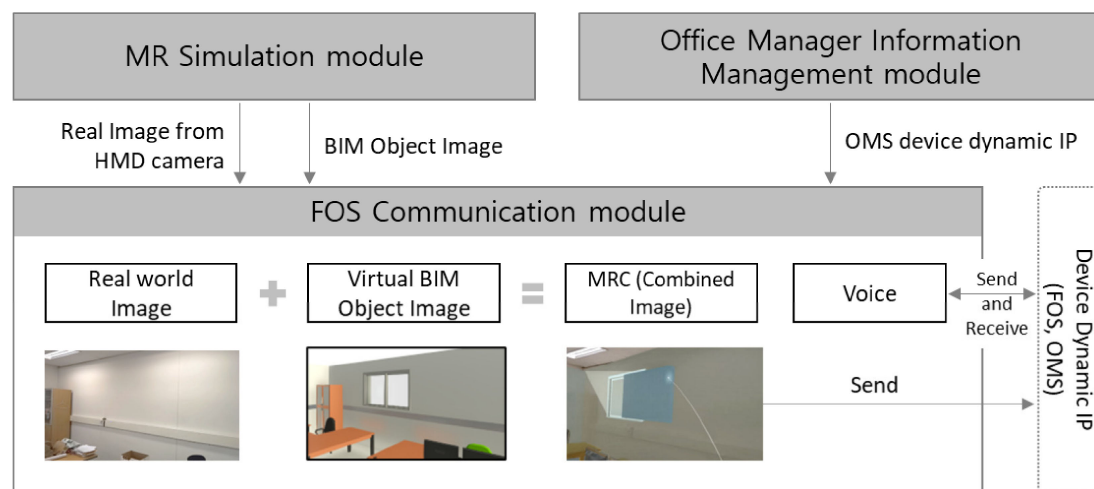 MR Simulation module
Office Manager Information
Management module
Real Image from
HMD camera
BIM Object Image
OMS device dynamic IP
FOS Communication module
Real world
Image
Virtual BIM
Object Image
MRC (Combined
Image)
Voice
Send
and
Receive
Send
Device Dynamic IP
(FOS, OMS)